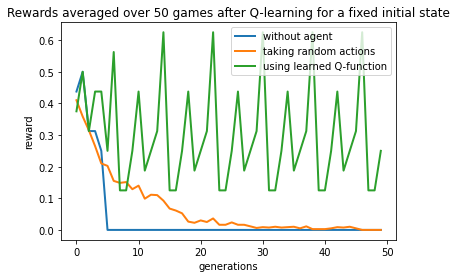 Rewards averaged over 50 games after Q-learning for a fixed initial state
without agent
taking random actions
using learned Q-function
reward
0.6
0.5
0.4
0.3
0.2
0.1
0.0
0 10 20 30 40 50
generations